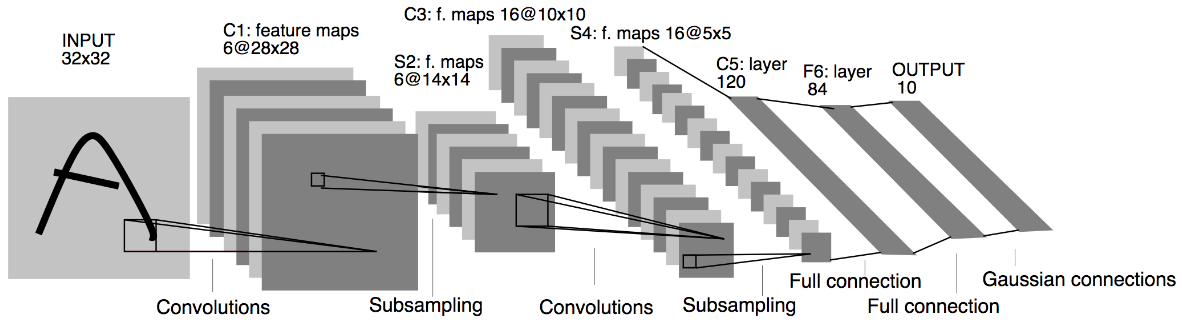 INPUT
32x32
C1: feature maps
6@28x28
S2: f. maps
6@14x14
C3: f. maps 16@10x10
S4: f. maps 16@5x5
C5: layer
120
F6: layer
84
OUTPUT
10
Convolutions
Subsampling
Convolutions
Subsampling
Full connection
Full connection
Gaussian connections